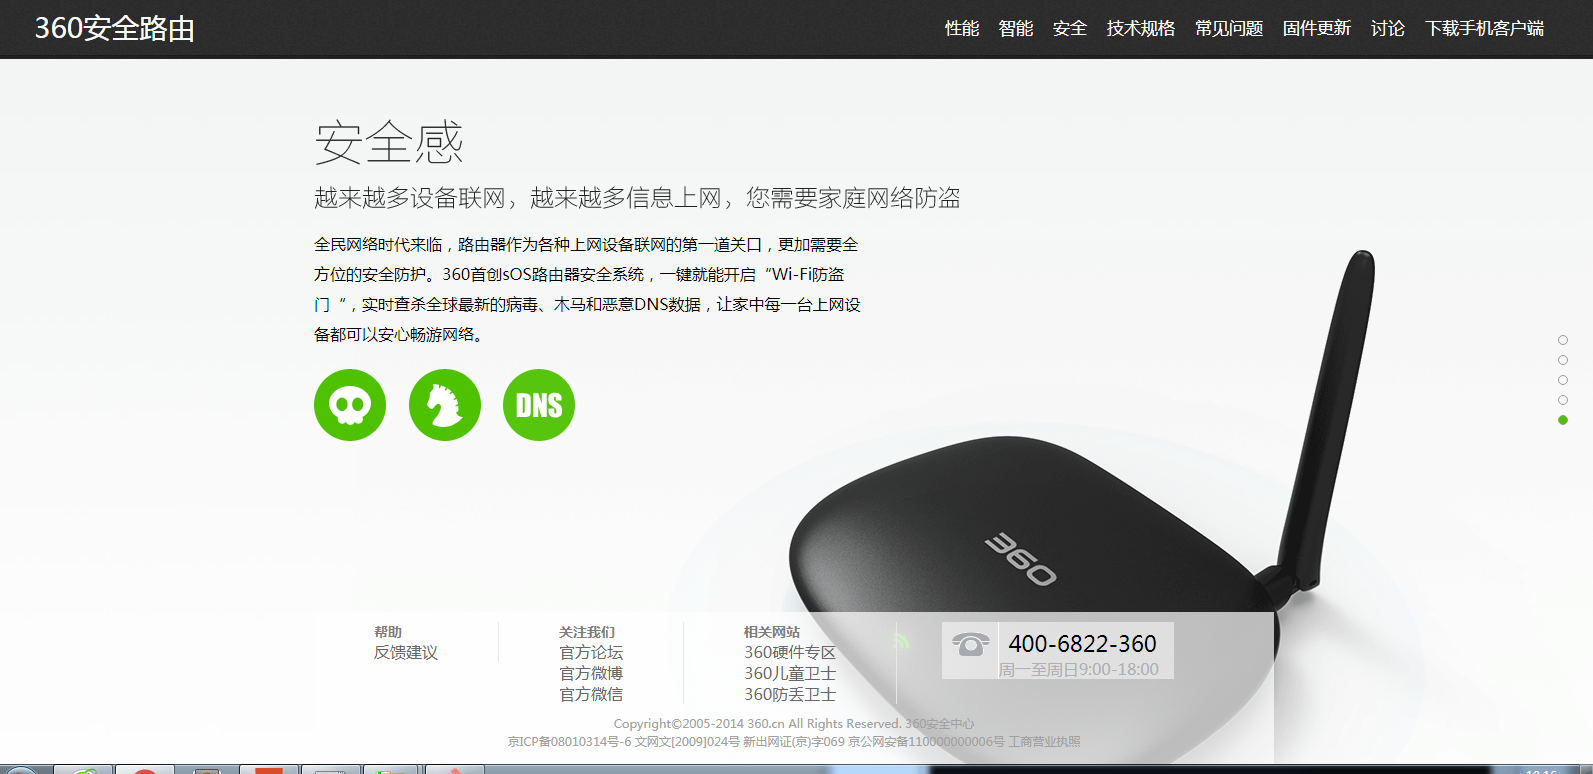 360安全路由
性能 智能 安全 技术规格 常见问题 固件更新 讨论 下载手机客户端
安全感
越来越多设备联网，越来越多信息上网，您需要家庭网络防盗
全民网络时代来临，路由器作为各种上网设备联网的第一道关口，更加需要全
方位的安全防护。360首创sOS路由器安全系统，一键就能开启“Wi-Fi防盗
门“，实时查杀全球最新的病毒、木马和恶意DNS数据，让家中每一台上网设
备都可以安心畅游网络。
DNS
360
帮助
反馈建议
关注我们
官方论坛
官方微博
官方微信
相关网站
360硬件专区
360儿童卫士
360防丢卫士
400-6822-360
周一至周日9:00-18:00
Copyright©2005-2014 360.cn All Rights Reserved. 360安全中心
京ICP备08010314号-6 文网文[2009]024号 新出网证(京)字069 京公网安备110000000006号 工商营业执照